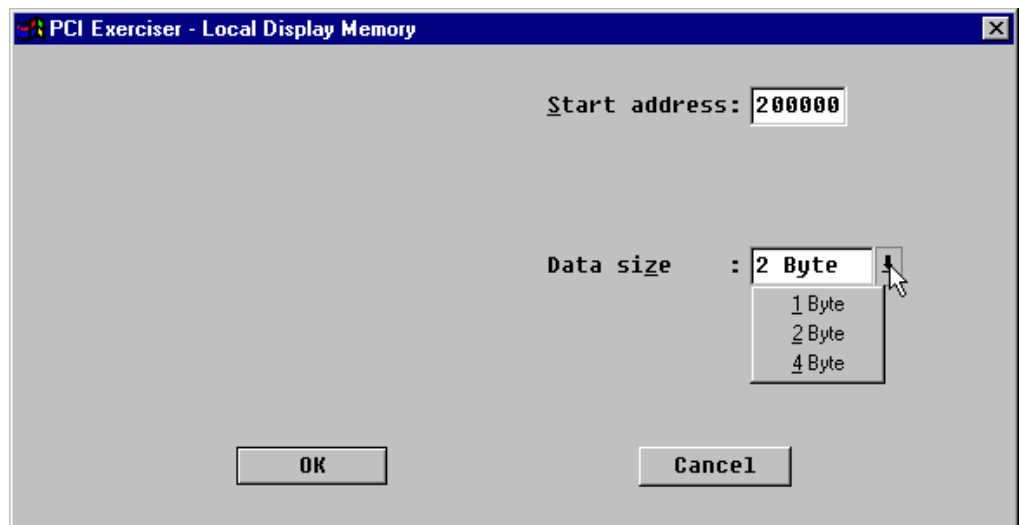 PCI Exerciser - Local Display Memory
Start address: 200000
Data size : 2 Byte
1 Byte
2 Byte
4 Byte
OK Cancel